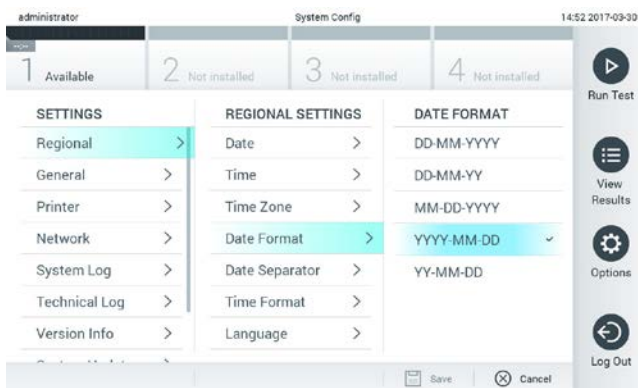 administrator System Config 14:52 2017-03-30
1 Available 2 Not installed 3 Not installed 4 Not installed
Run Test
SETTINGS REGIONAL SETTINGS DATE FORMAT
Regional Date DD-MM-YYYY
General Time DD-MM-YY
View
Results
Printer Time Zone MM-DD-YYYY
Network Date Format YYYY-MM-DD
System Log Date Separator YY-MM-DD
Options
Technical Log Time Format
Version Info Language
Log Out
Save Cancel